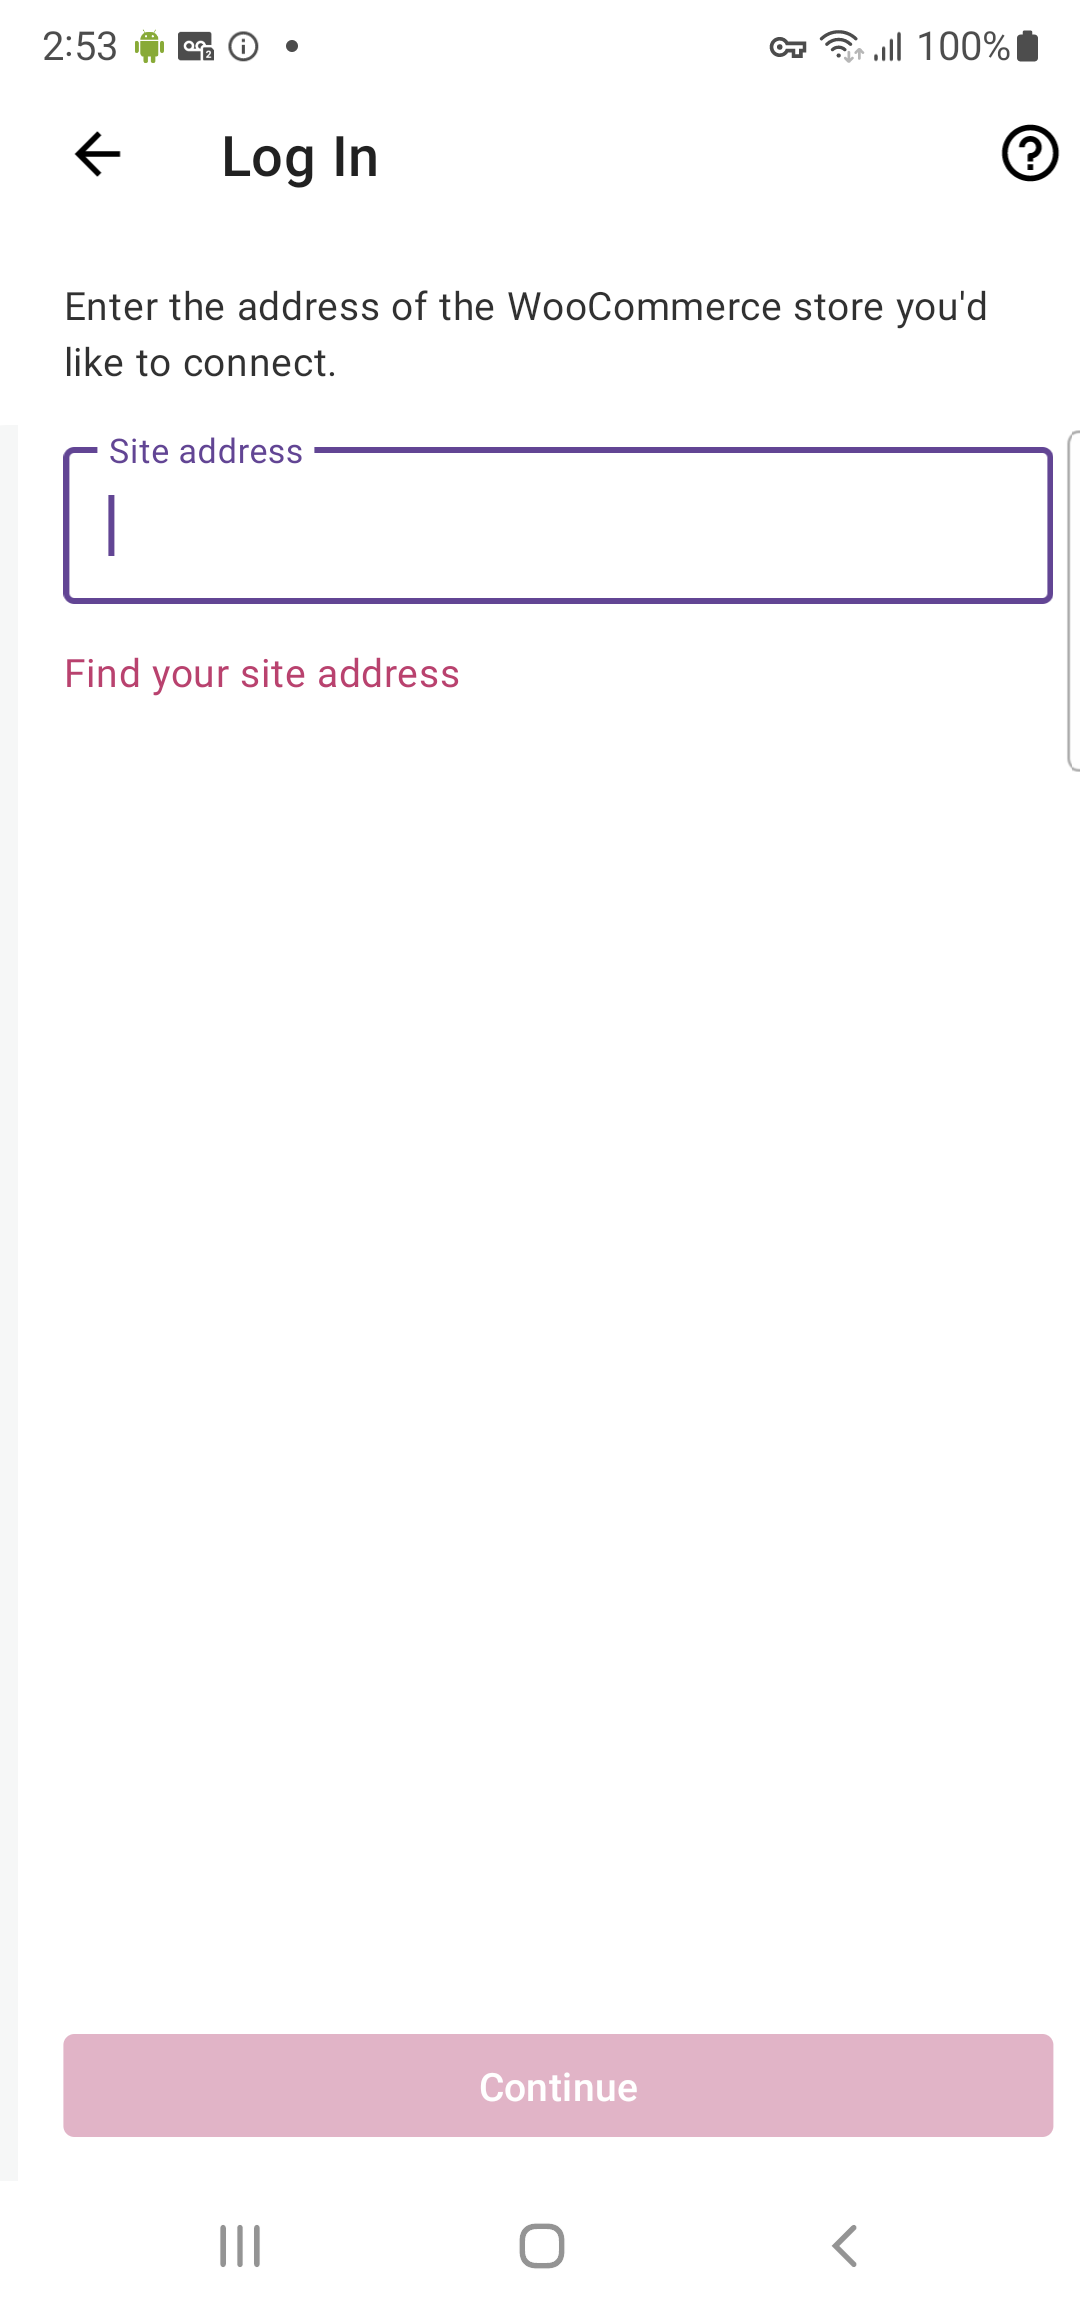 2:53
100%
Log In
Enter the address of the WooCommerce store you'd
like to connect.
Site address
Find your site address
Continue